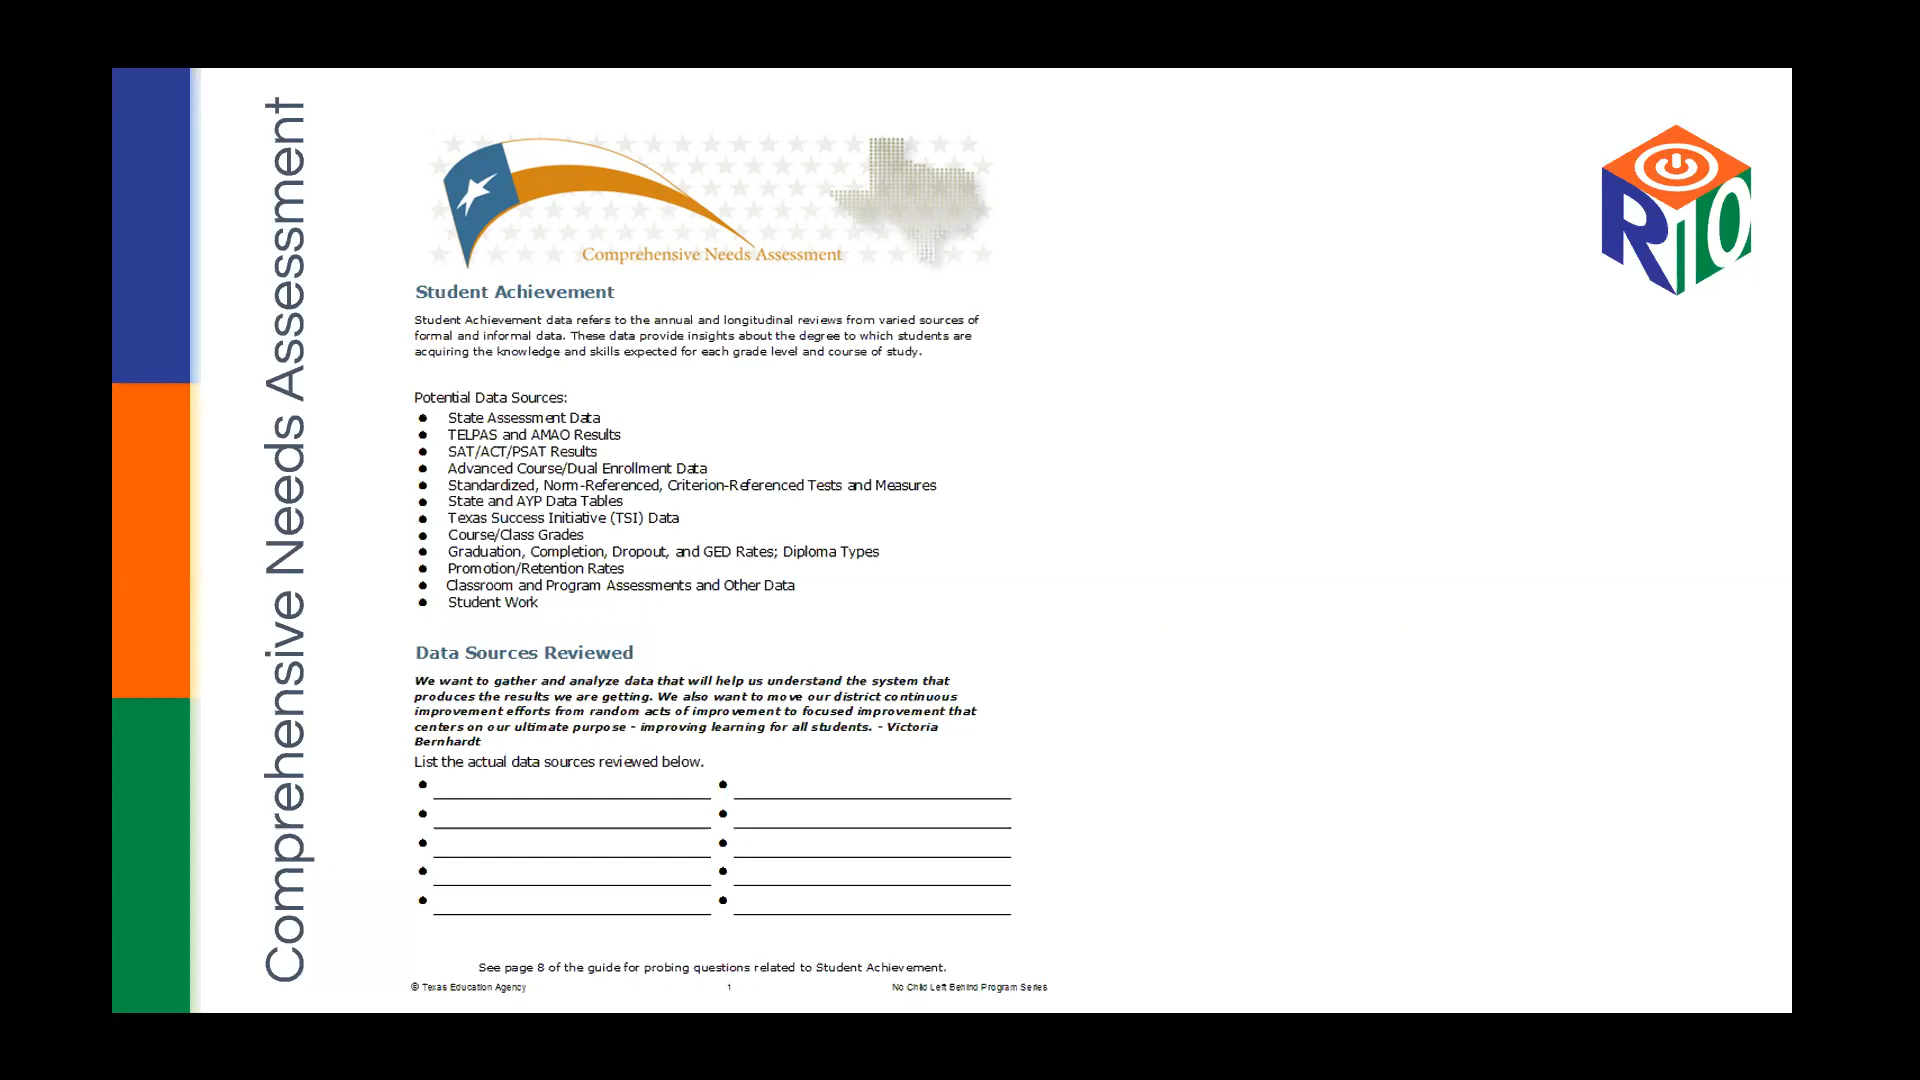 Comprehensive Needs Assessment
R10
Comprehensive Needs Assessment
Student Achievement
Student Achievement data refers to the annual and longitudinal reviews from varied sources of
formal and informal data. These data provide insights about the degree to which students are
acquiring the knowledge and skills expected for each grade level and course of study.
Potential Data Sources:
● State Assessment Data
● TELPAS and AMAO Results
● SAT/ACT/PSAT Results
● Advanced Course/Dual Enrollment Data
● Standardized, Norm-Referenced, Criterion-Referenced Tests and Measures
● State and AYP Data Tables
● Texas Success Initiative (TSI) Data
● Course/Class Grades
● Graduation, Completion, Dropout, and GED Rates; Diploma Types
● Promotion/Retention Rates
● Classroom and Program Assessments and Other Data
● Student Work
Data Sources Reviewed
We want to gather and analyze data that will help us understand the system that
produces the results we are getting. We also want to move our district continuous
improvement efforts from random acts of improvement to focused improvement that
centers on our ultimate purpose - improving learning for all students. - Victoria
Bernhardt
List the actual data sources reviewed below.
See page 8 of the guide for probing questions related to Student Achievement.
© Texas Education Agency 1 No Child Left Behind Program Series